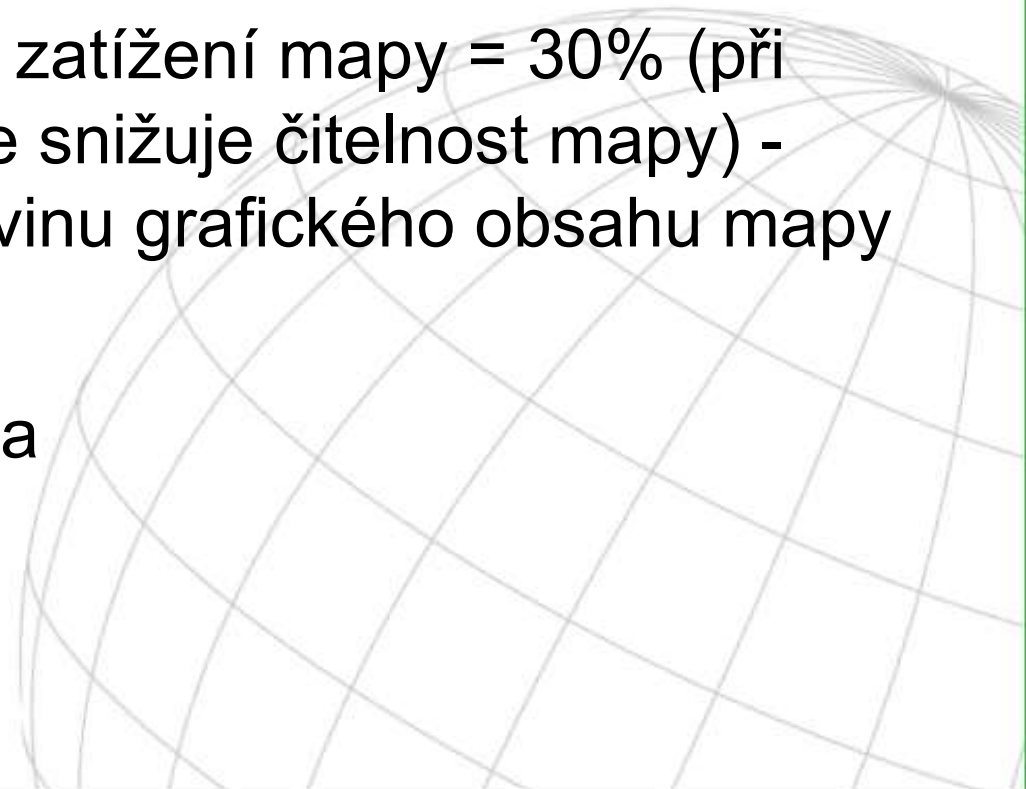 zatížení mapy = 30% (při
e snižuje čitelnost mapy) -
vinu grafického obsahu mapy
a